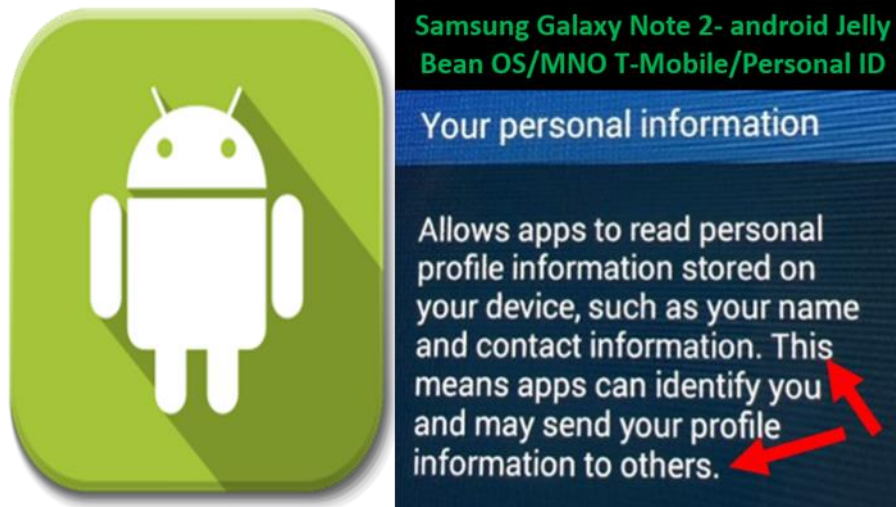 Samsung Galaxy Note 2- android Jelly
Bean OS/MNO T-Mobile/Personal ID
Your personal information
Allows apps to read personal
profile information stored on
your device, such as your name
and contact information. This
means apps can identify you
and may send your profile
information to others.